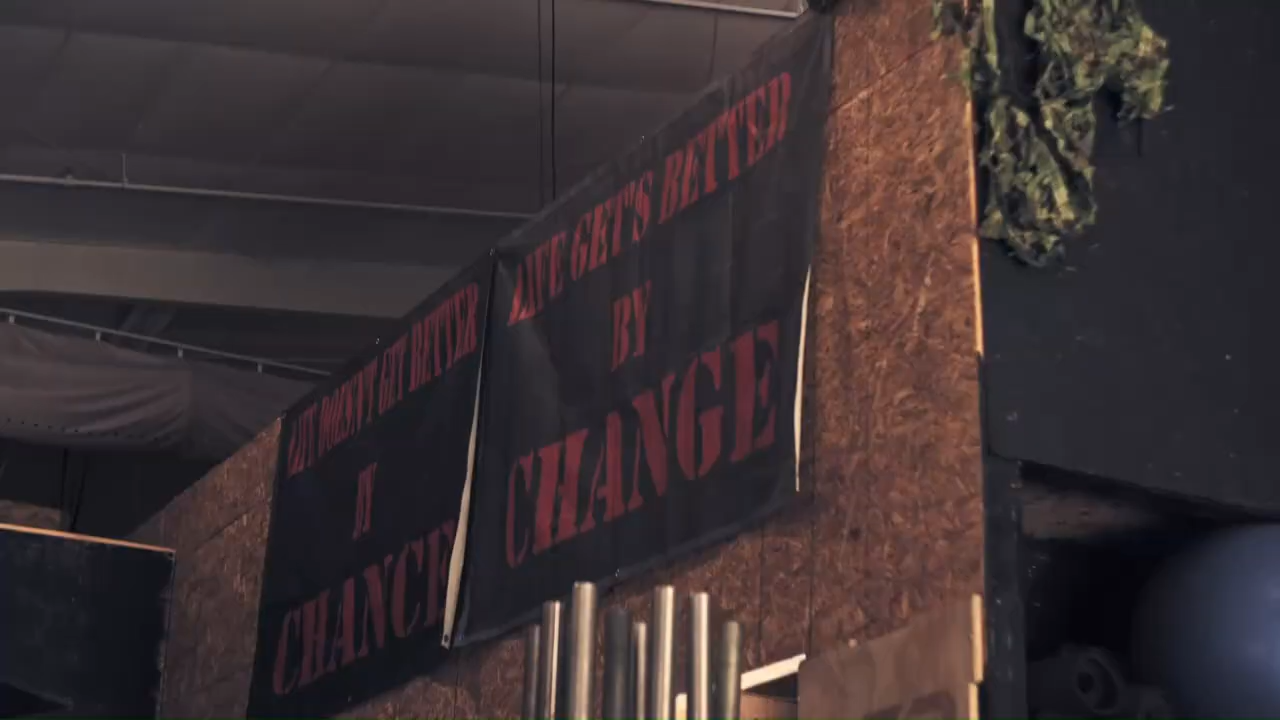 LIFE DOESN'T GET BETTER
BY
CHANCE
LIFE GET'S BETTER
BY
CHANGE